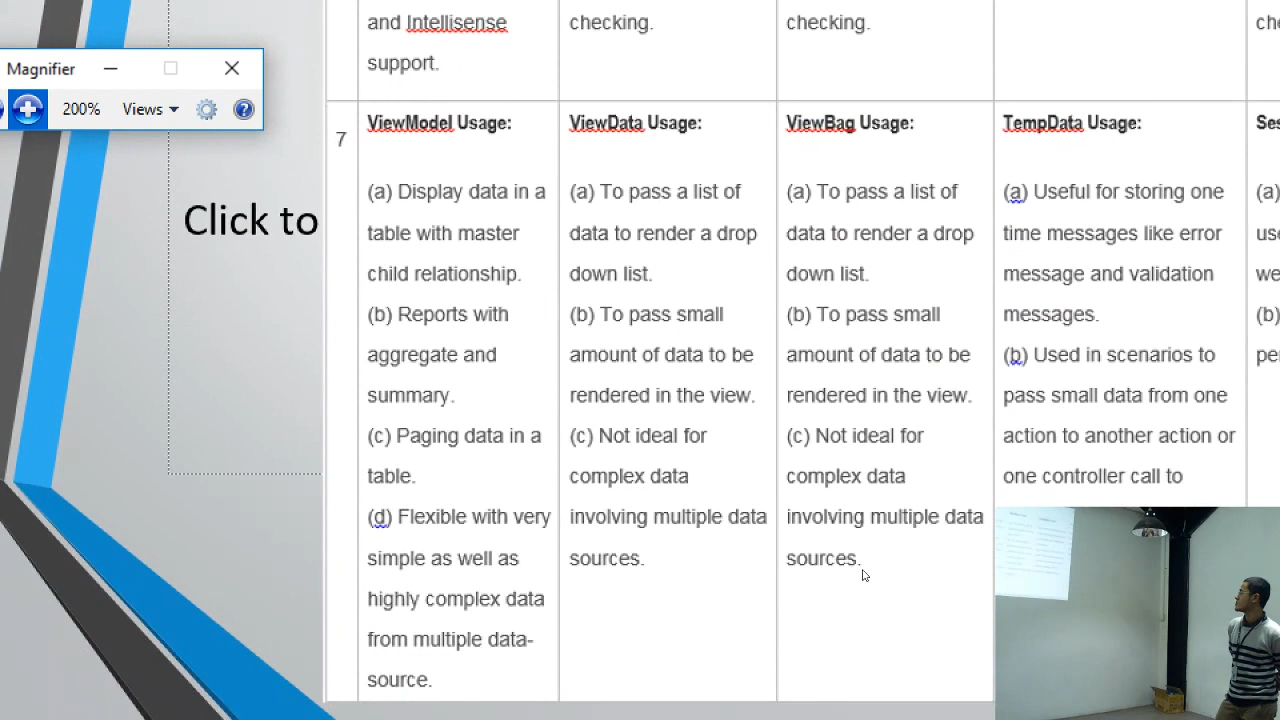 Magnifier
200%
Views
Click to
and Intellisense
support.
checking.
checking.
7
ViewModel Usage:
(a) Display data in a
table with master
child relationship.
(b) Reports with
aggregate and
summary.
(c) Paging data in a
table.
(d) Flexible with very
simple as well as
highly complex data
from multiple data-
source.
ViewData Usage:
(a) To pass a list of
data to render a drop
down list.
(b) To pass small
amount of data to be
rendered in the view.
(c) Not ideal for
complex data
involving multiple data
sources.
ViewBag Usage:
(a) To pass a list of
data to render a drop
down list.
(b) To pass small
amount of data to be
rendered in the view.
(c) Not ideal for
complex data
involving multiple data
sources.
TempData Usage:
(a) Useful for storing one
time messages like error
message and validation
messages.
(b) Used in scenarios to
pass small data from one
action to another action or
one controller call to
(a)
(b)